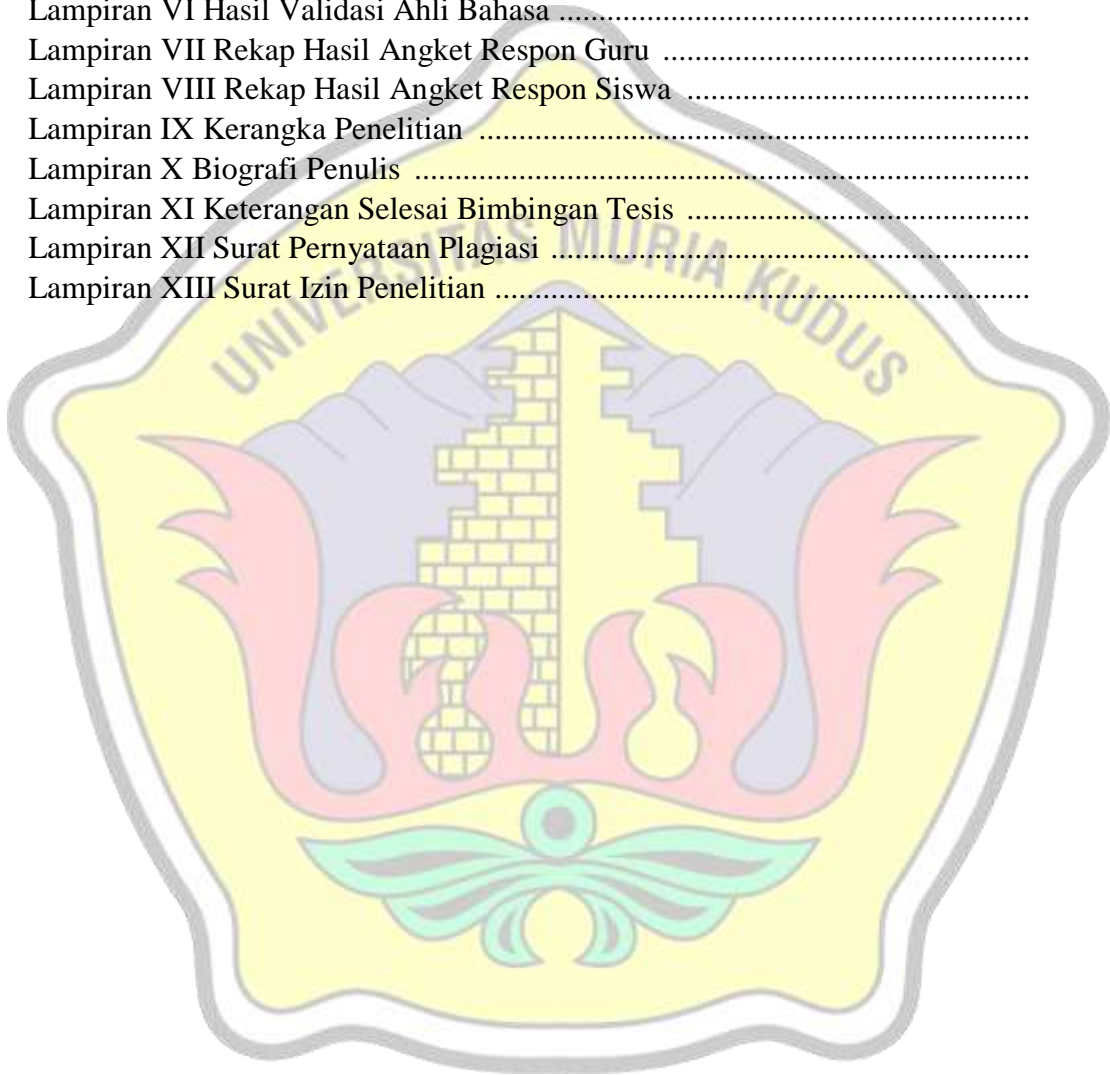 Lampiran VI Hasil Validasi Ahli Bahasa ..........................................................
Lampiran VII Rekap Hasil Angket Respon Guru .............................................
Lampiran VIII Rekap Hasil Angket Respon Siswa ..........................................
Lampiran IX Kerangka Penelitian ....................................................................
Lampiran X Biografi Penulis ............................................................................
Lampiran XI Keterangan Selesai Bimbingan Tesis ..........................................
Lampiran XII Surat Pernyataan Plagiasi ...........................................................
Lampiran XIII Surat Izin Penelitian ..................................................................
UNIVERSITAS MURIA KUDUS